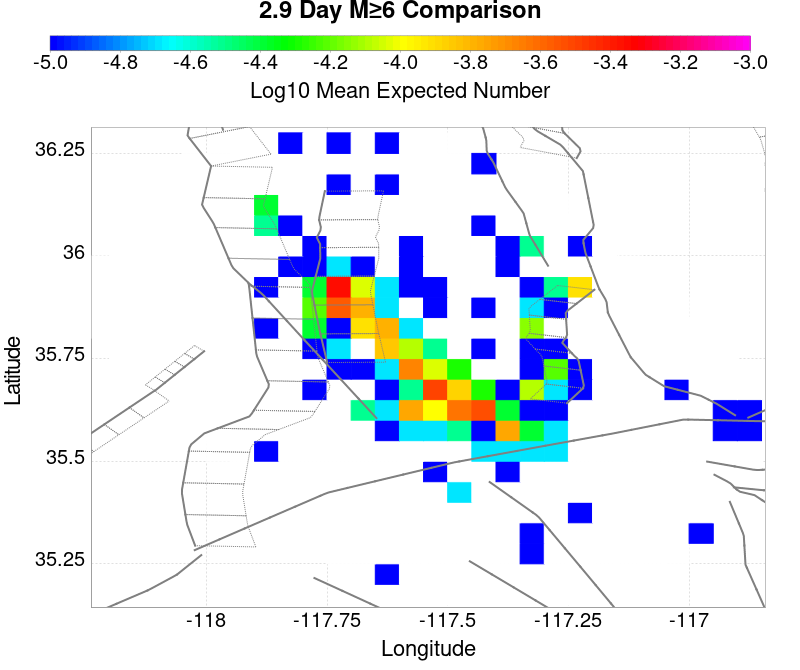 2.9 Day M≥6 Comparison
-5.0 -4.8 -4.6 -4.4 -4.2 -4.0 -3.8 -3.6 -3.4 -3.2 -3.0
Log10 Mean Expected Number
36.25
36
35.75
35.5
35.25
Latitude
-118 -117.75 -117.5 -117.25 -117
Longitude